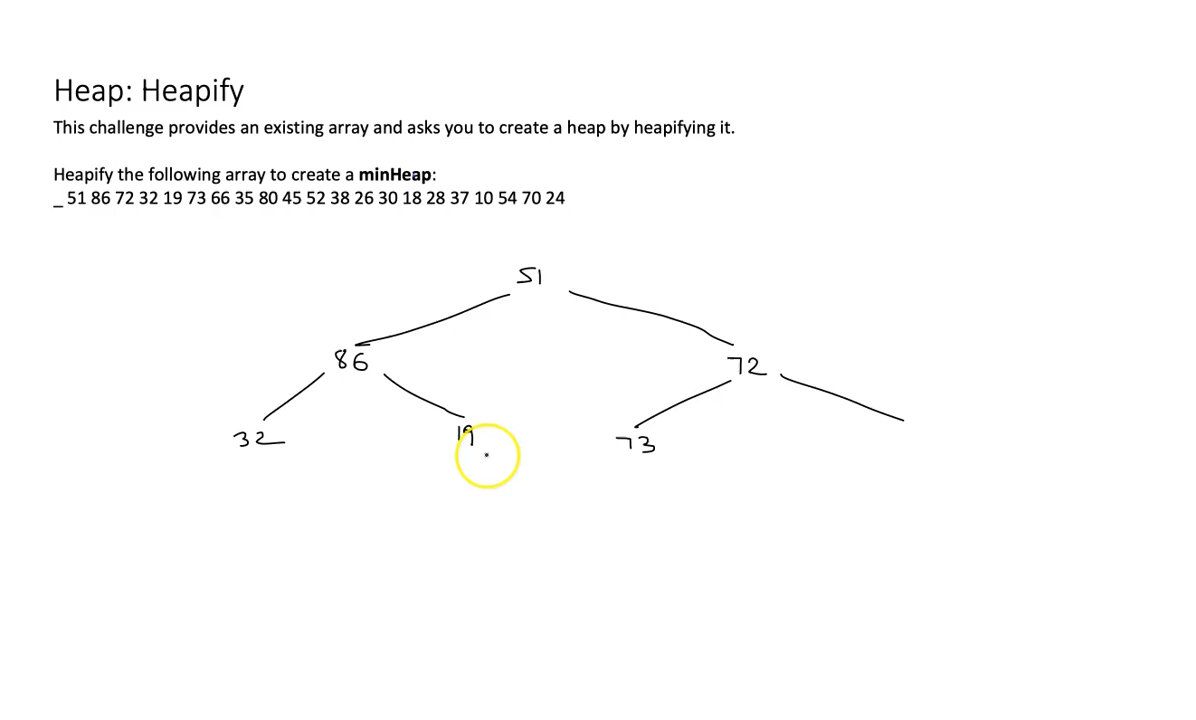 Heap: Heapify
This challenge provides an existing array and asks you to create a heap by heapifying it.
Heapify the following array to create a minHeap:
_ 51 86 72 32 19 73 66 35 80 45 52 38 26 30 18 28 37 10 54 70 24
51
86 72
32 19 73